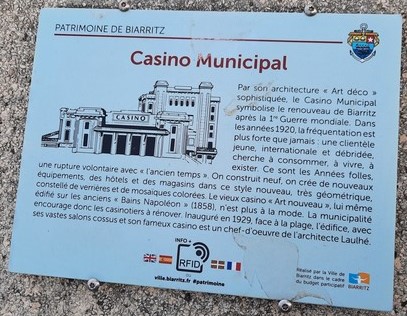 PATRIMOINE DE BIARRITZ
Casino Municipal
Par son architecture « Art déco »
sophistiquée, le Casino Municipal
symbolise le renouveau de Biarritz
après la 1re Guerre mondiale. Dans
les années 1920, la fréquentation est
plus forte que jamais : une clientèle
jeune, internationale et débridée,
cherche à consommer, à vivre, à
exister. Ce sont les Années folles,
une rupture volontaire avec « l'ancien temps ». On construit neuf, on crée de nouveaux
équipements, des hôtels et des magasins dans ce style nouveau, très géométrique,
constellé de verrières et de mosaïques colorées. Le vieux casino « Art nouveau », lui même
édifié sur les anciens « Bains Napoléon » (1858), n'est plus à la mode. La municipalité
encourage donc les casinotiers à rénover. Inauguré en 1929, face à la plage, l'édifice, avec
ses vastes salons cossus et son fameux casino est un chef-d'oeuvre de l'architecte Laulhé.
CASINO
INFO +
RFID
ville.biarritz.fr #patrimoine
Réalisé par la Ville de
Biarritz dans le cadre
du budget participatif
BIARRITZ